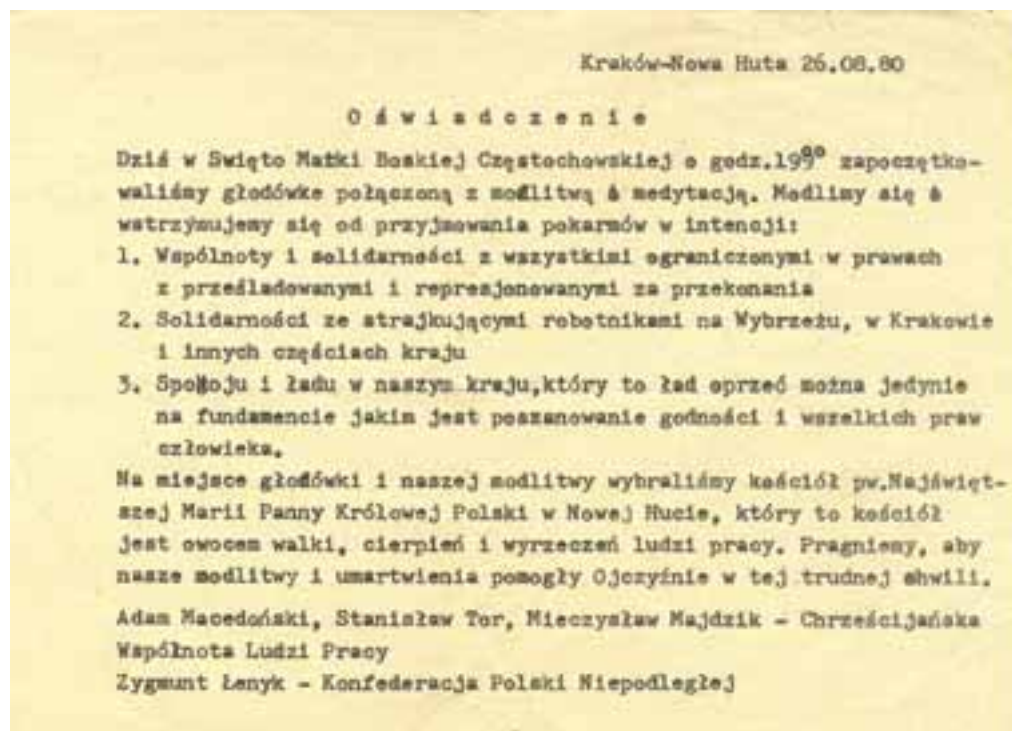 Kraków-Nowa Huta 26.08.80
Oświadczenie
Dziś w Swięto Matki Boskiej Częstochowskiej o godz.19⁰⁰ zapoczętko-
waliśmy głodówke połączoną z modlitwą i medytacją. Modlimy się i
wstrzymujemy się od przyjmowania pokarmów w intencji:
1. Wspólnoty i solidarności z wszystkimi ograniczonymi w prawach
z prześladowanymi i represjonowanymi za przekonania
2. Solidarności ze strajkującymi robotnikami na Wybrzeżu, w Krakowie
i innych częściach kraju
3. Spokoju i ładu w naszym kraju,który to ład oprzeć można jedynie
na fundamencie jakim jest poszanowanie godności i wszelkich praw
człowieka.
Na miejsce głodówki i naszej modlitwy wybraliśmy kościół pw.Najświęt-
szej Marii Panny Królowej Polski w Nowej Hucie, który to kościół
jest owocem walki, cierpień i wyrzeczeń ludzi pracy. Pragniemy, aby
nasze modlitwy i umartwienia pomogły Ojczyźnie w tej trudnej chwili.
Adam Macedoński, Stanisław Tor, Mieczysław Majdzik - Chrześcijańska
Wspólnota Ludzi Pracy
Zygmunt Łenyk - Konfederacja Polski Niepodległej